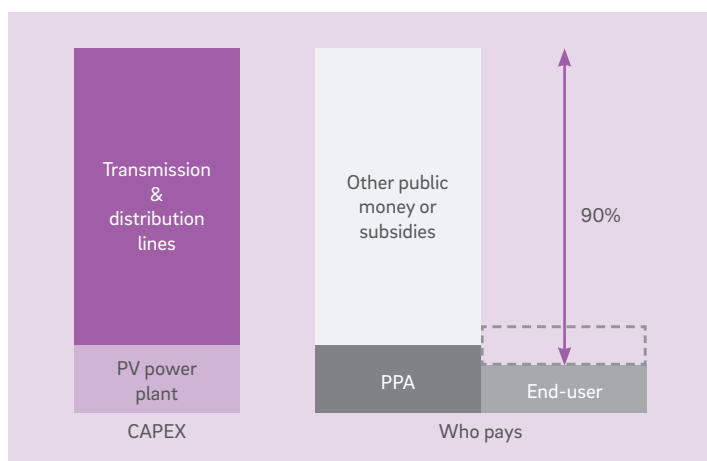 Transmission
&
distribution
lines
PV power
plant
CAPEX
Other public
money or
subsidies
PPA
90%
End-user
Who pays